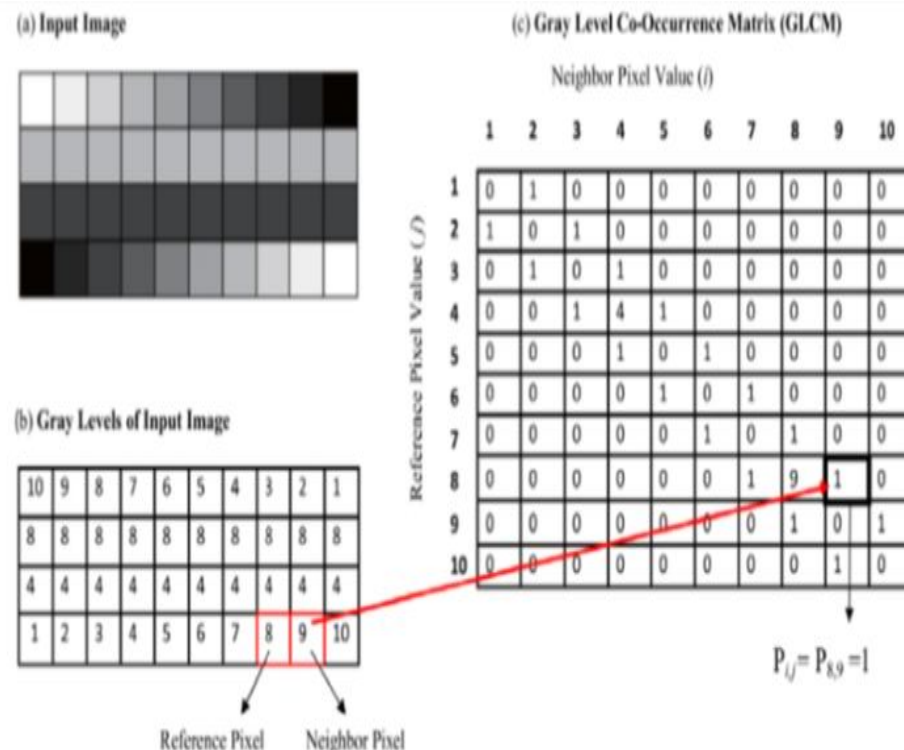 (a) Input Image
(b) Gray Levels of Input Image
10 9 8 7 6 5 4 3 2 1
8 8 8 8 8 8 8 8 8 8
4 4 4 4 4 4 4 4 4 4
1 2 3 4 5 6 7 8 9 10
Reference Pixel Neighbor Pixel
(c) Gray Level Co-Occurrence Matrix (GLCM)
Neighbor Pixel Value (i)
Reference Pixel Value (j)
1 2 3 4 5 6 7 8 9 10
1 0 1 0 0 0 0 0 0 0 0
2 1 0 1 0 0 0 0 0 0 0
3 0 1 0 1 0 0 0 0 0 0
4 0 0 1 4 1 0 0 0 0 0
5 0 0 0 1 0 1 0 0 0 0
6 0 0 0 0 1 0 1 0 0 0
7 0 0 0 0 0 1 0 1 0 0
8 0 0 0 0 0 0 1 9 1 0
9 0 0 0 0 0 0 0 1 0 1
10 0 0 0 0 0 0 0 0 1 0
Pi,j= P8,9 =1